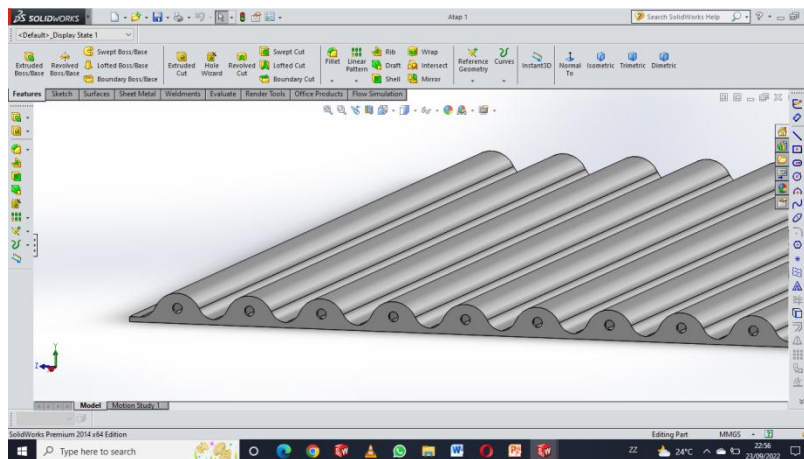 SOLIDWORKS
Atap 1
Search SolidWorks Help
<Default>_Display State 1
Extruded Boss/Base
Revolved Boss/Base
Swept Boss/Base
Lofted Boss/Base
Boundary Boss/Base
Extruded Cut
Hole Wizard
Revolved Cut
Swept Cut
Lofted Cut
Boundary Cut
Fillet
Linear Pattern
Rib
Draft
Shell
Wrap
Intersect
Mirror
Reference Geometry
Curves
Instant3D
Normal To
Isometric
Trimetric
Dimetric
Features Sketch Surfaces Sheet Metal Weldments Evaluate Render Tools Office Products Flow Simulation
Y
Z
Model Motion Study 1
SolidWorks Premium 2014 x64 Edition
Editing Part MMGS
Type here to search
24°C
22:56
23/09/2022